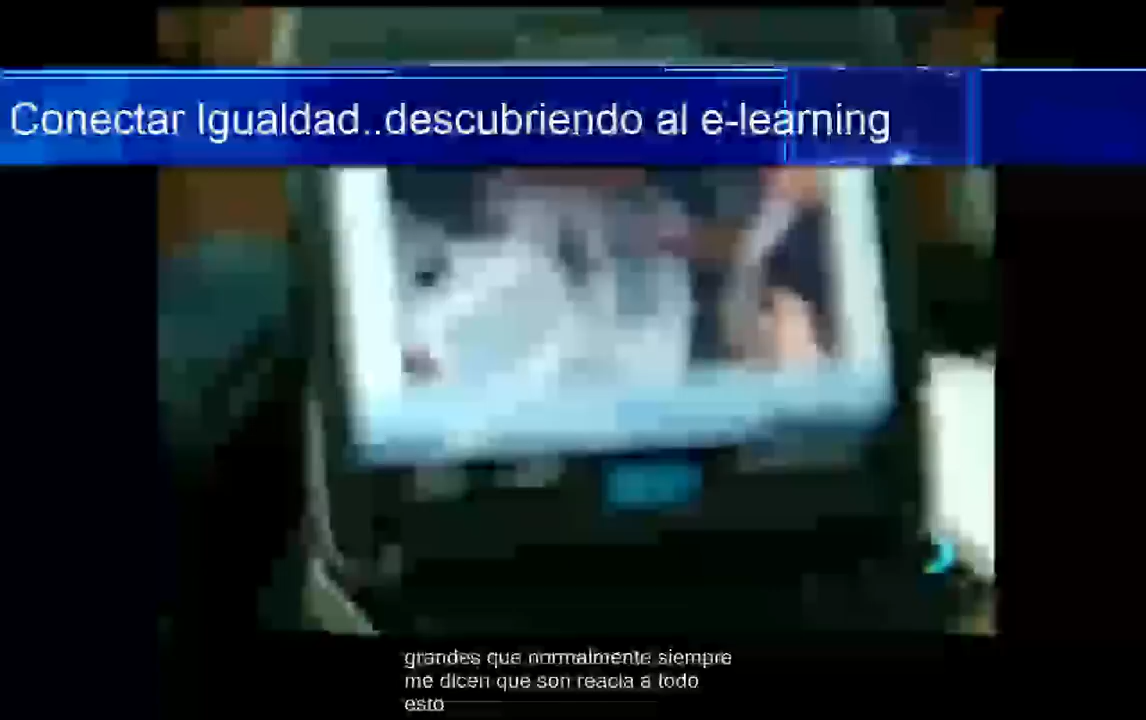 Conectar Igualdad..descubriendo al e-learning
grandes que normalmente siempre
me dicen que son reacia a todo
esto